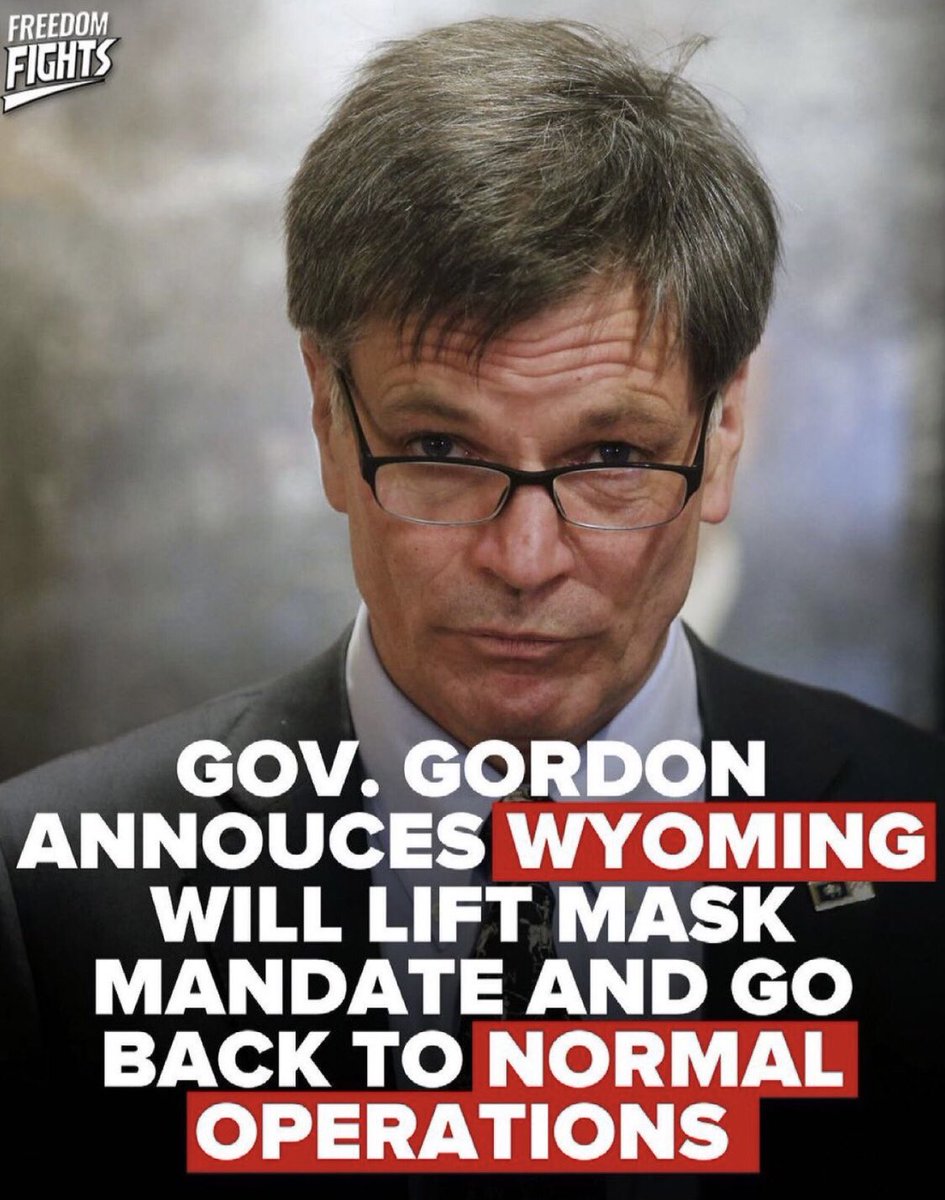 FREEDOM
FIGHTS
GOV. GORDON
ANNOUCES WYOMING
WILL LIFT MASK
MANDATE AND GO
BACK TO NORMAL
OPERATIONS